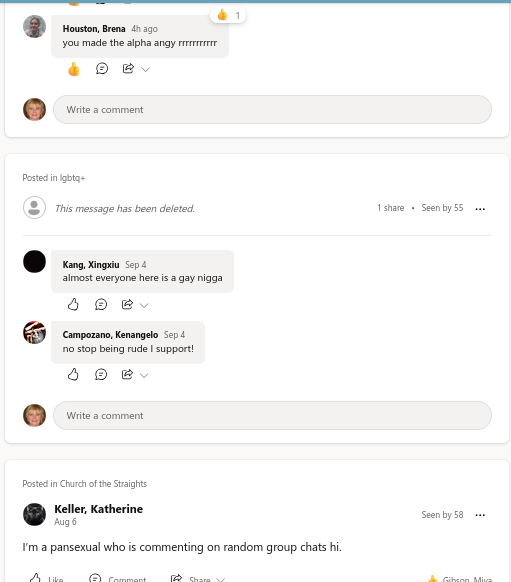 1
Houston, Brena 4h ago
you made the alpha angy rrrrrrrrrrr
Write a comment
Posted in lgbtq+
This message has been deleted. 1 share • Seen by 55 ...
Kang, Xingxiu Sep 4
almost everyone here is a gay nigga
Campozano, Kenangelo Sep 4
no stop being rude I support!
Write a comment
Posted in Church of the Straights
Keller, Katherine Seen by 58 ...
Aug 6
I'm a pansexual who is commenting on random group chats hi.
Like Comment Share Gibson, Miya